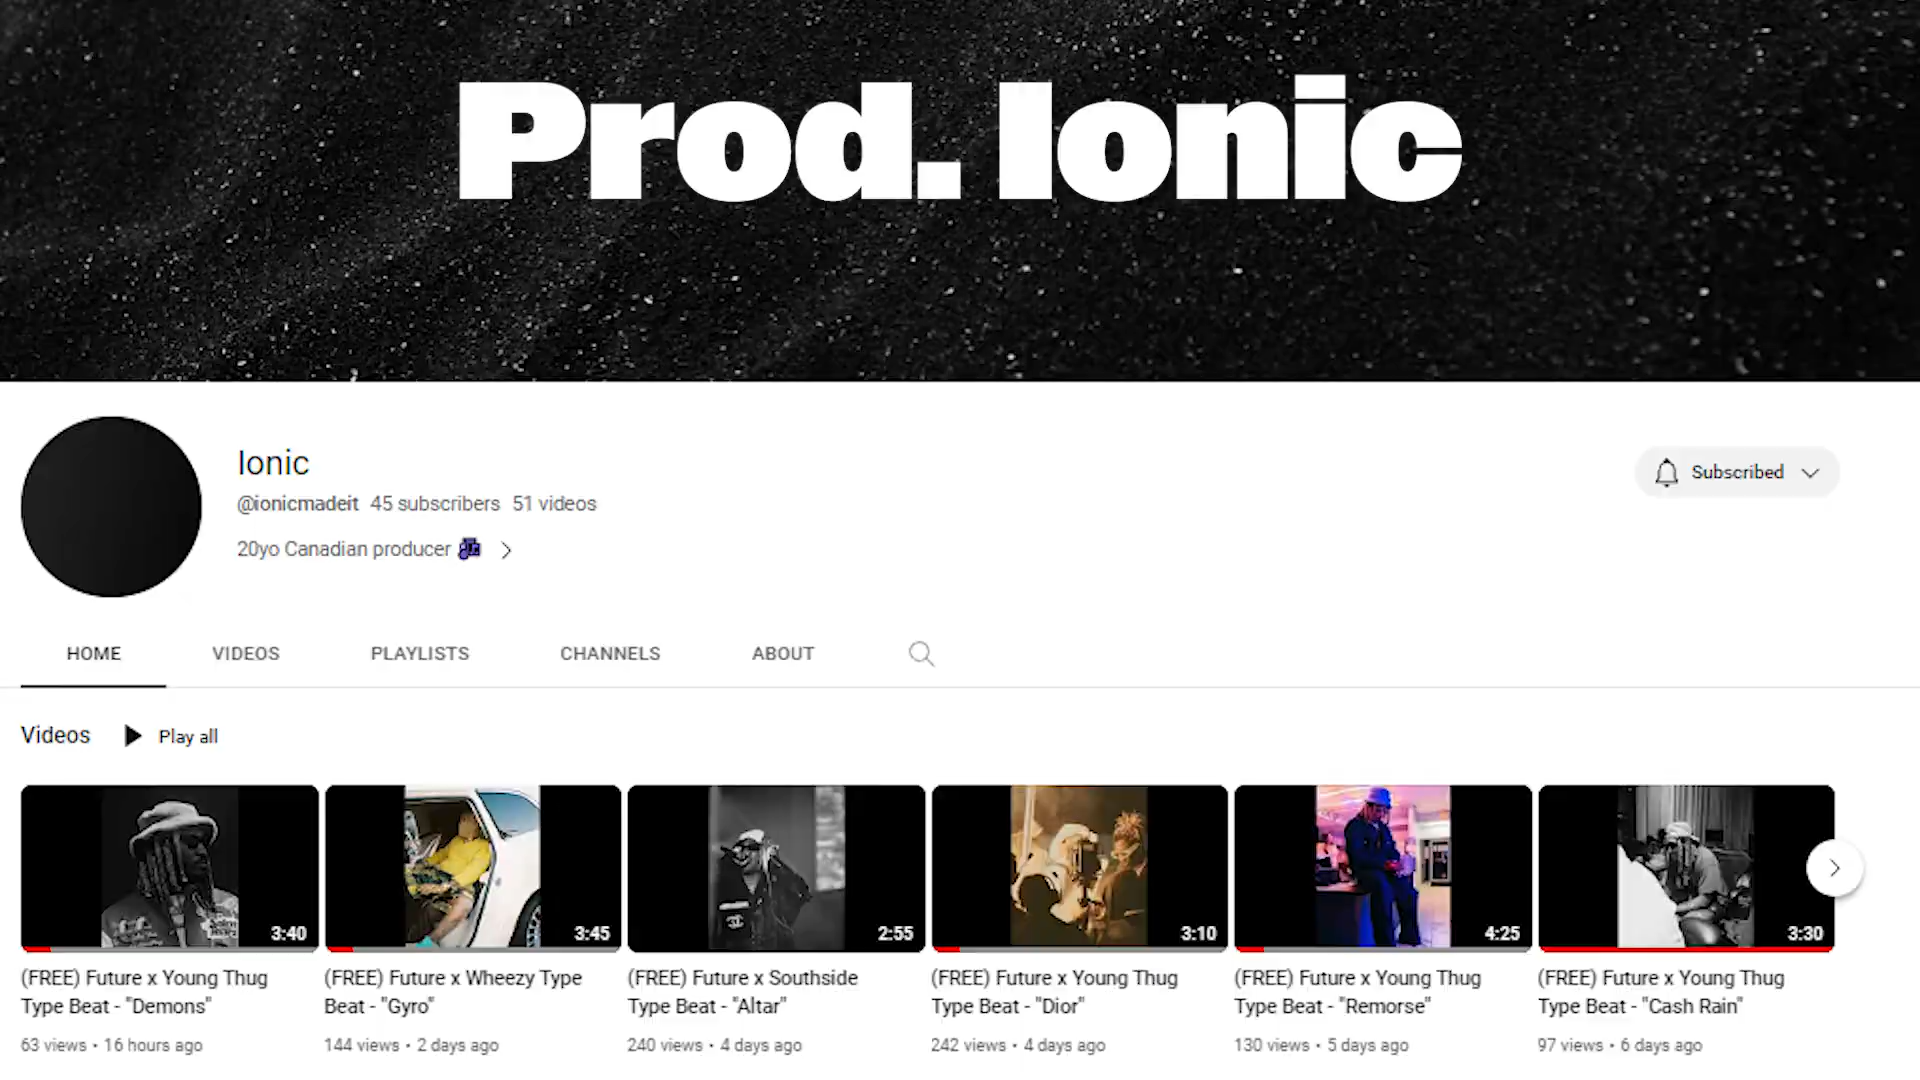 Prod. Ionic
Ionic
@ionicmadeit 45 subscribers 51 videos
20yo Canadian producer
Subscribed
HOME VIDEOS PLAYLISTS CHANNELS ABOUT
Videos Play all
3:40 3:45 2:55 3:10 4:25 3:30
(FREE) Future x Young Thug
Type Beat - "Demons"
63 views • 16 hours ago
(FREE) Future x Wheezy Type
Beat - "Gyro"
144 views • 2 days ago
(FREE) Future x Southside
Type Beat - "Altar"
240 views • 4 days ago
(FREE) Future x Young Thug
Type Beat - "Dior"
242 views • 4 days ago
(FREE) Future x Young Thug
Type Beat - "Remorse"
130 views • 5 days ago
(FREE) Future x Young Thug
Type Beat - "Cash Rain"
97 views • 6 days ago